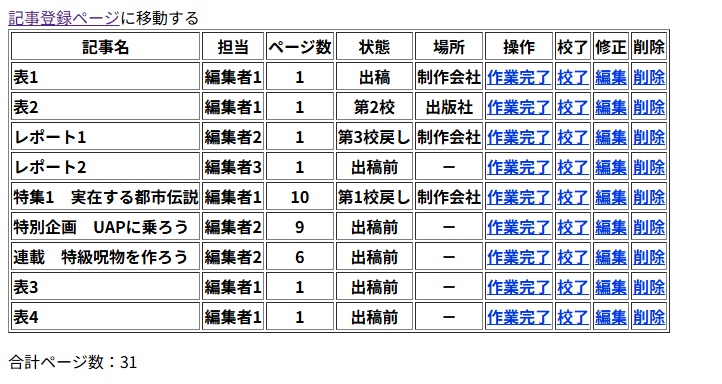 記事登録ページに移動する
記事名 担当 ページ数 状態 場所 操作 校了 修正 削除
表1 編集者1 1 出稿 制作会社 作業完了 校了 編集 削除
表2 編集者1 1 第2校 出版社 作業完了 校了 編集 削除
レポート1 編集者2 1 第3校戻し 制作会社 作業完了 校了 編集 削除
レポート2 編集者3 1 出稿前 － 作業完了 校了 編集 削除
特集1　実在する都市伝説 編集者1 10 第1校戻し 制作会社 作業完了 校了 編集 削除
特別企画　UAPに乗ろう 編集者2 9 出稿前 － 作業完了 校了 編集 削除
連載　特級呪物を作ろう 編集者2 6 出稿前 － 作業完了 校了 編集 削除
表3 編集者1 1 出稿前 － 作業完了 校了 編集 削除
表4 編集者1 1 出稿前 － 作業完了 校了 編集 削除
合計ページ数：31